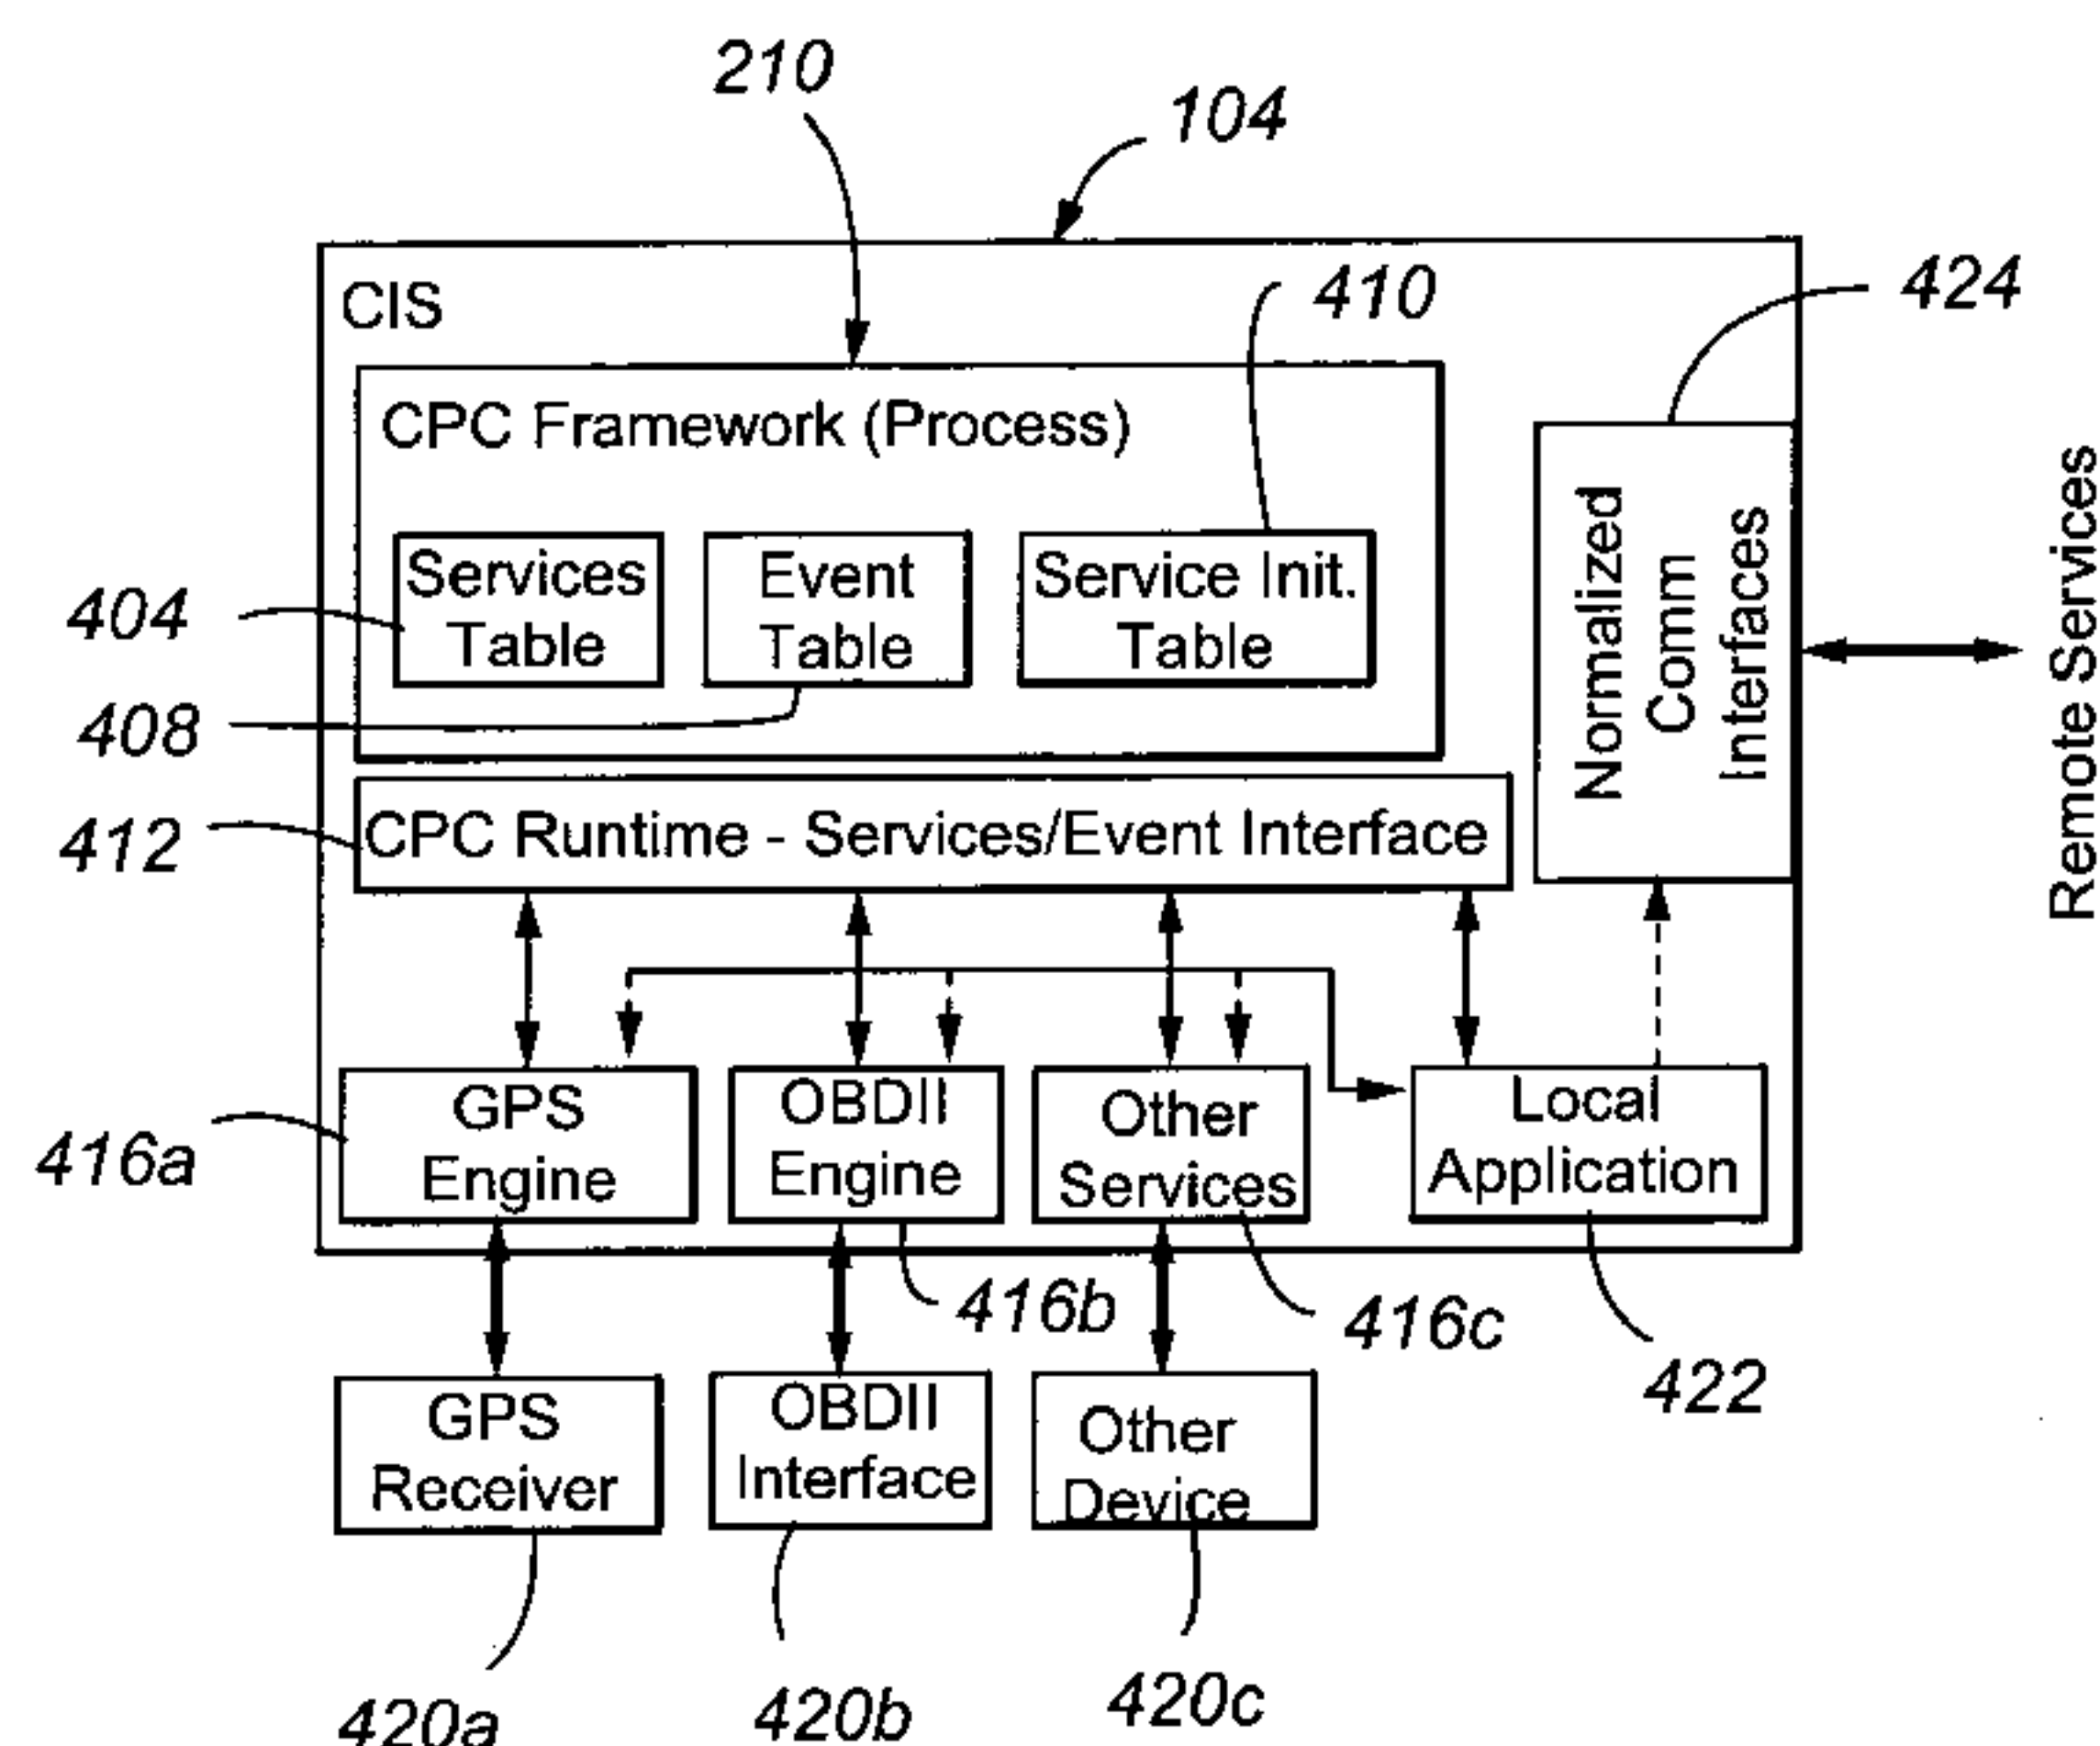 210
104
CIS
410
424
CPC Framework (Process)
Services
Table
Event
Table
Service Init.
Table
404
408
Normalized
Comm
Interfaces
Remote Services
412
CPC Runtime - Services/Event Interface
GPS
Engine
OBDII
Engine
Other
Services
Local
Application
416a
416b
416c
422
GPS
Receiver
OBDII
Interface
Other
Device
420a
420b
420c